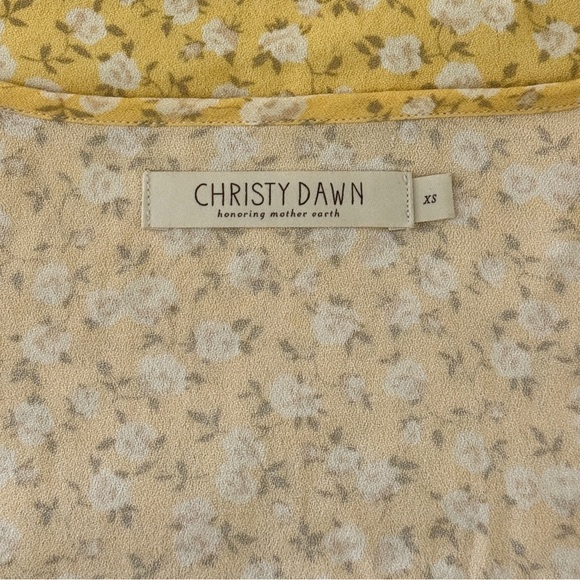 CHRISTY DAWN
honoring mother earth
XS